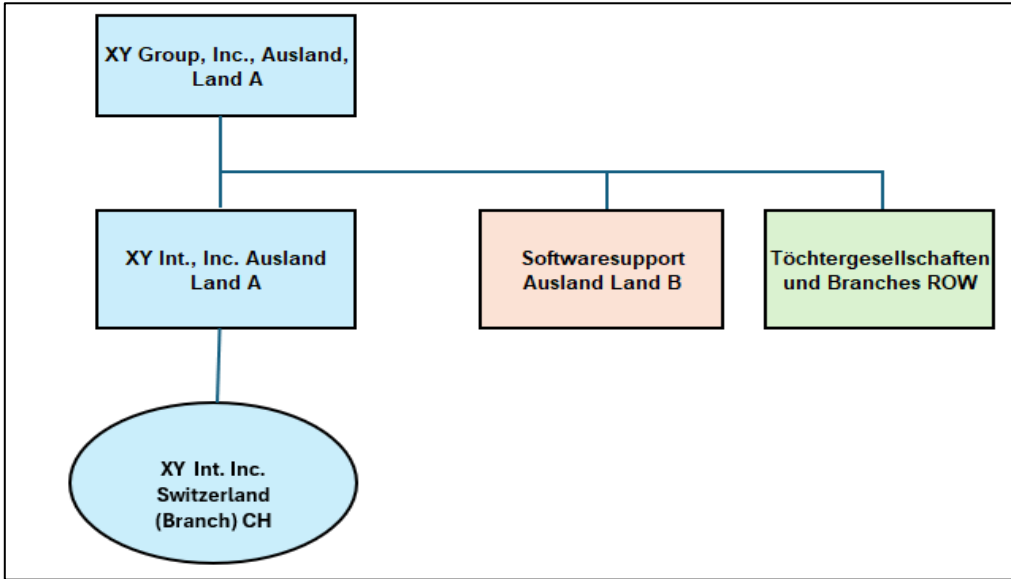 XY Group, Inc., Ausland,
Land A
XY Int., Inc. Ausland
Land A
Softwaresupport
Ausland Land B
Töchtergesellschaften
und Branches ROW
XY Int. Inc.
Switzerland
(Branch) CH